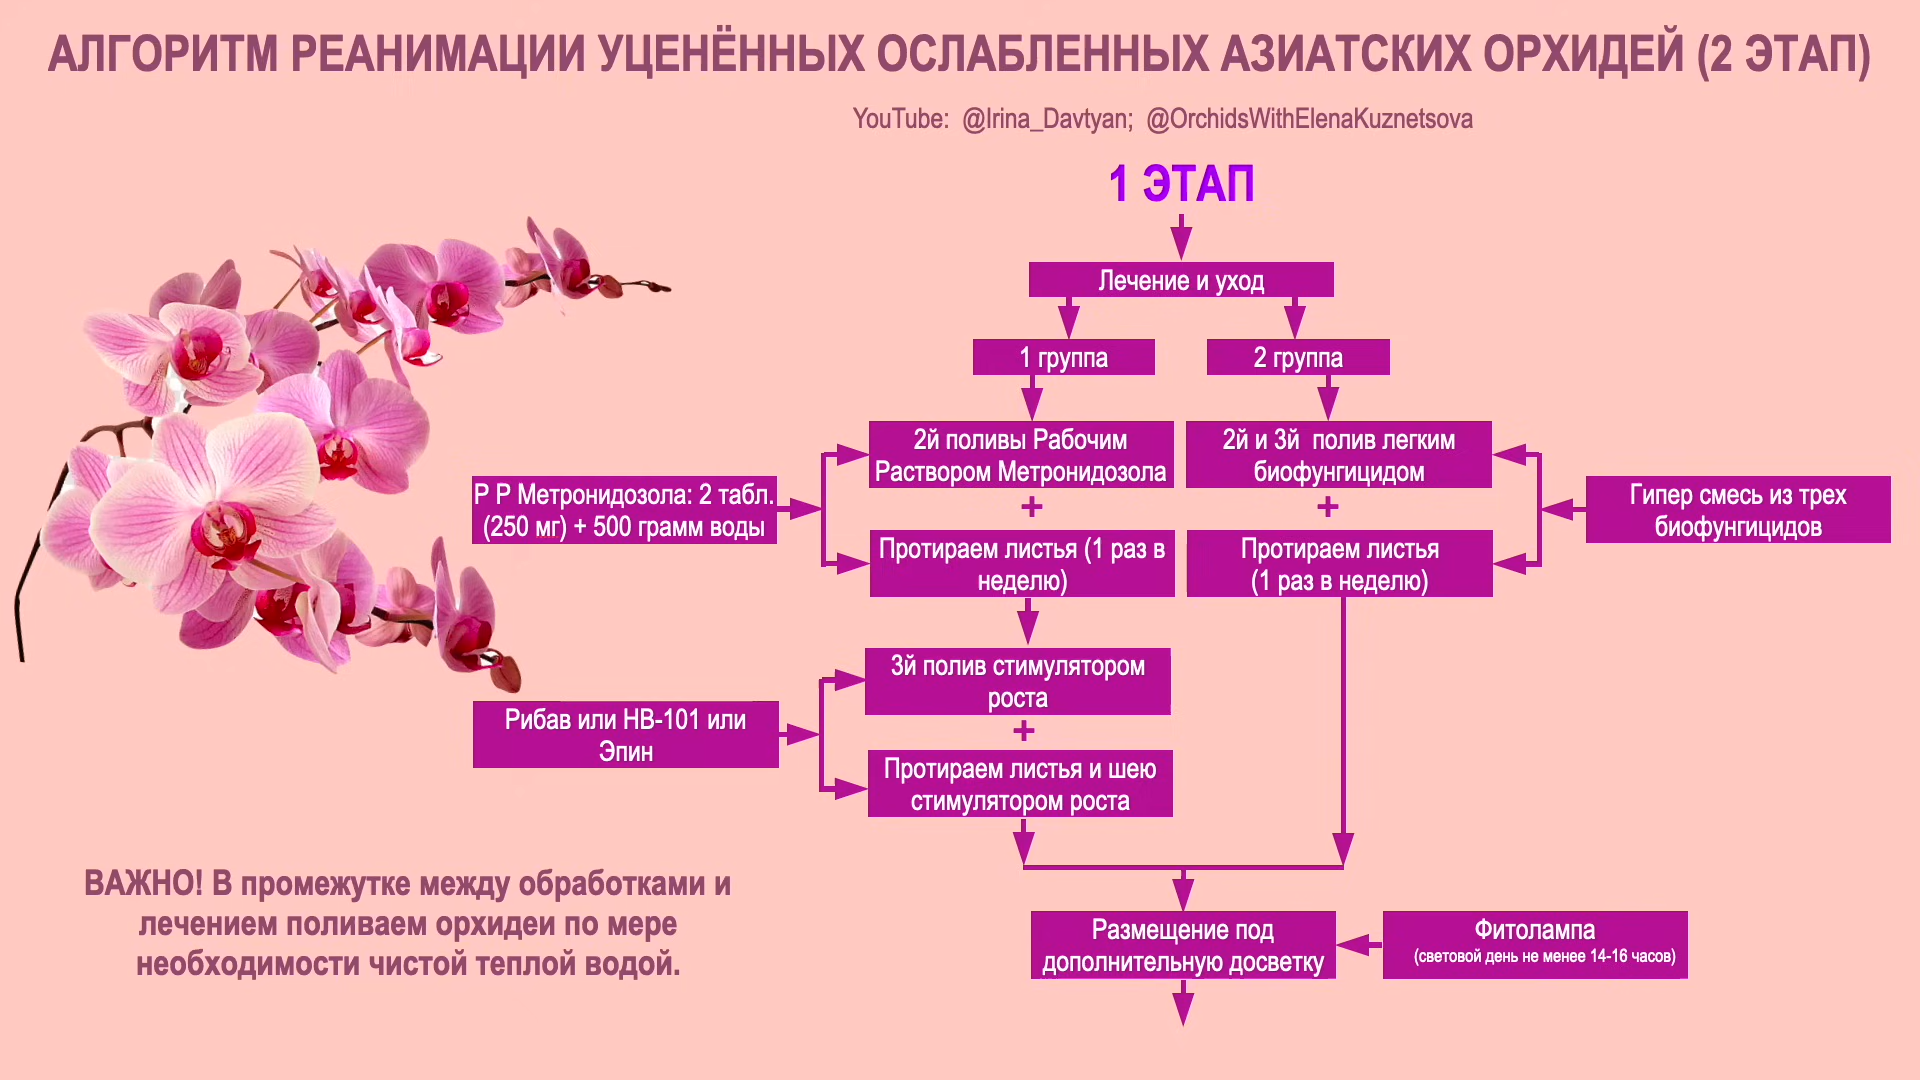 АЛГОРИТМ РЕАНИМАЦИИ УЦЕНЁННЫХ ОСЛАБЛЕННЫХ АЗИАТСКИХ ОРХИДЕЙ (2 ЭТАП)
YouTube: @Irina_Davtyan; @OrchidsWithElenaKuznetsova
1 ЭТАП
Лечение и уход
1 группа
2 группа
2й поливы Рабочим
Раствором Метронидозола
2й и 3й полив легким
биофунгицидом
Р Р Метронидозола: 2 табл.
(250 мг) + 500 грамм воды
+
+
Гипер смесь из трех
биофунгицидов
Протираем листья (1 раз в
неделю)
Протираем листья
(1 раз в неделю)
3й полив стимулятором
роста
Рибав или НВ-101 или
Эпин
+
Протираем листья и шею
стимулятором роста
ВАЖНО! В промежутке между обработками и
лечением поливаем орхидеи по мере
необходимости чистой теплой водой.
Размещение под
дополнительную досветку
Фитолампа
(световой день не менее 14-16 часов)